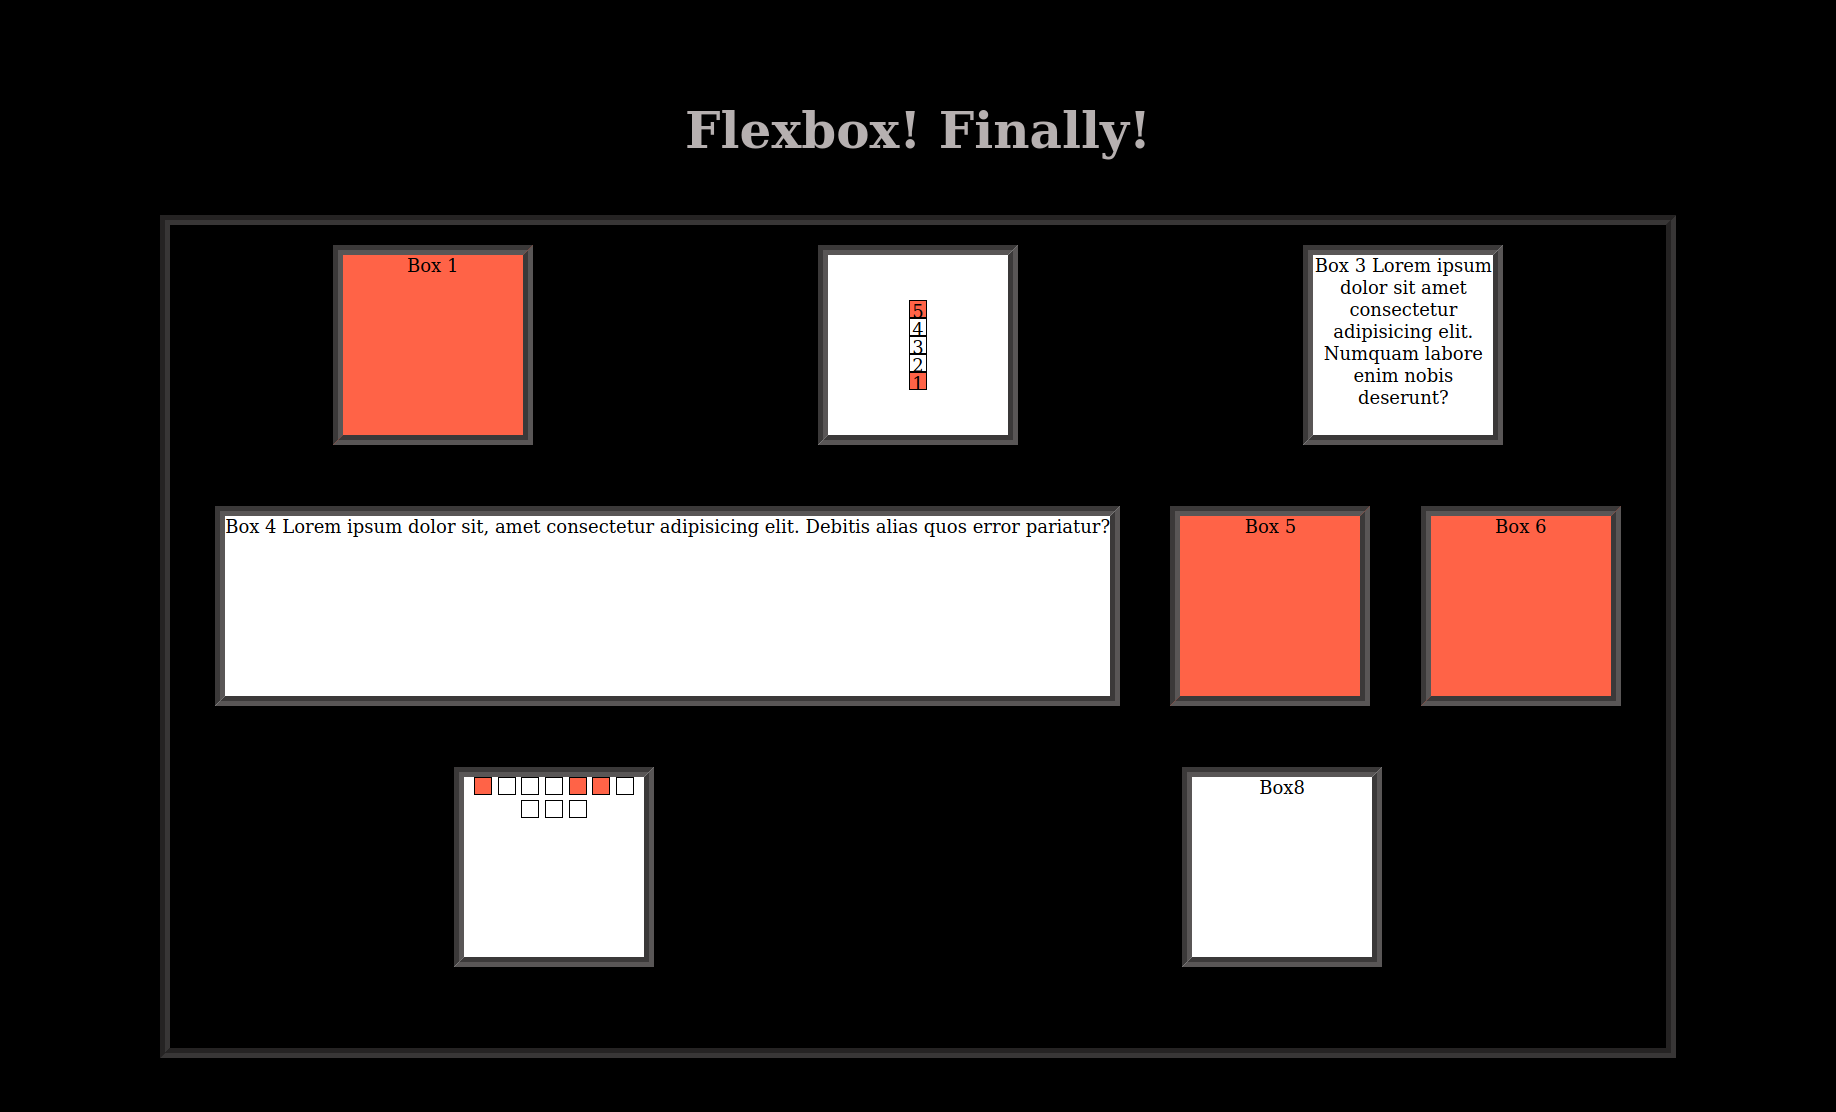 Flexbox! Finally!
Box 1
5
4
3
2
1
Box 3 Lorem ipsum
dolor sit amet
consectetur
adipisicing elit.
Numquam labore
enim nobis
deserunt?
Box 4 Lorem ipsum dolor sit, amet consectetur adipisicing elit. Debitis alias quos error pariatur?
Box 5
Box 6
Box8